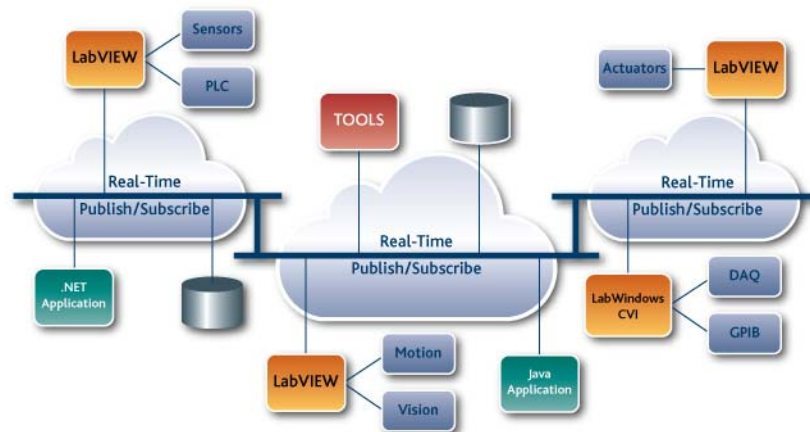 LabVIEW
Sensors
PLC
Real-Time
Publish/Subscribe
.NET
Application
TOOLS
Real-Time
Publish/Subscribe
LabVIEW
Motion
Vision
Java
Application
Actuators
LabVIEW
Real-Time
Publish/Subscribe
LabWindows
CVI
DAQ
GPIB